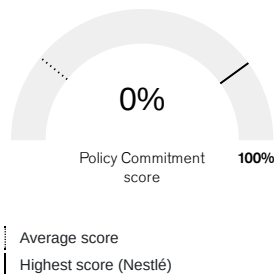 0%
Policy Commitment
score
100%
Average score
Highest score (Nestlé)